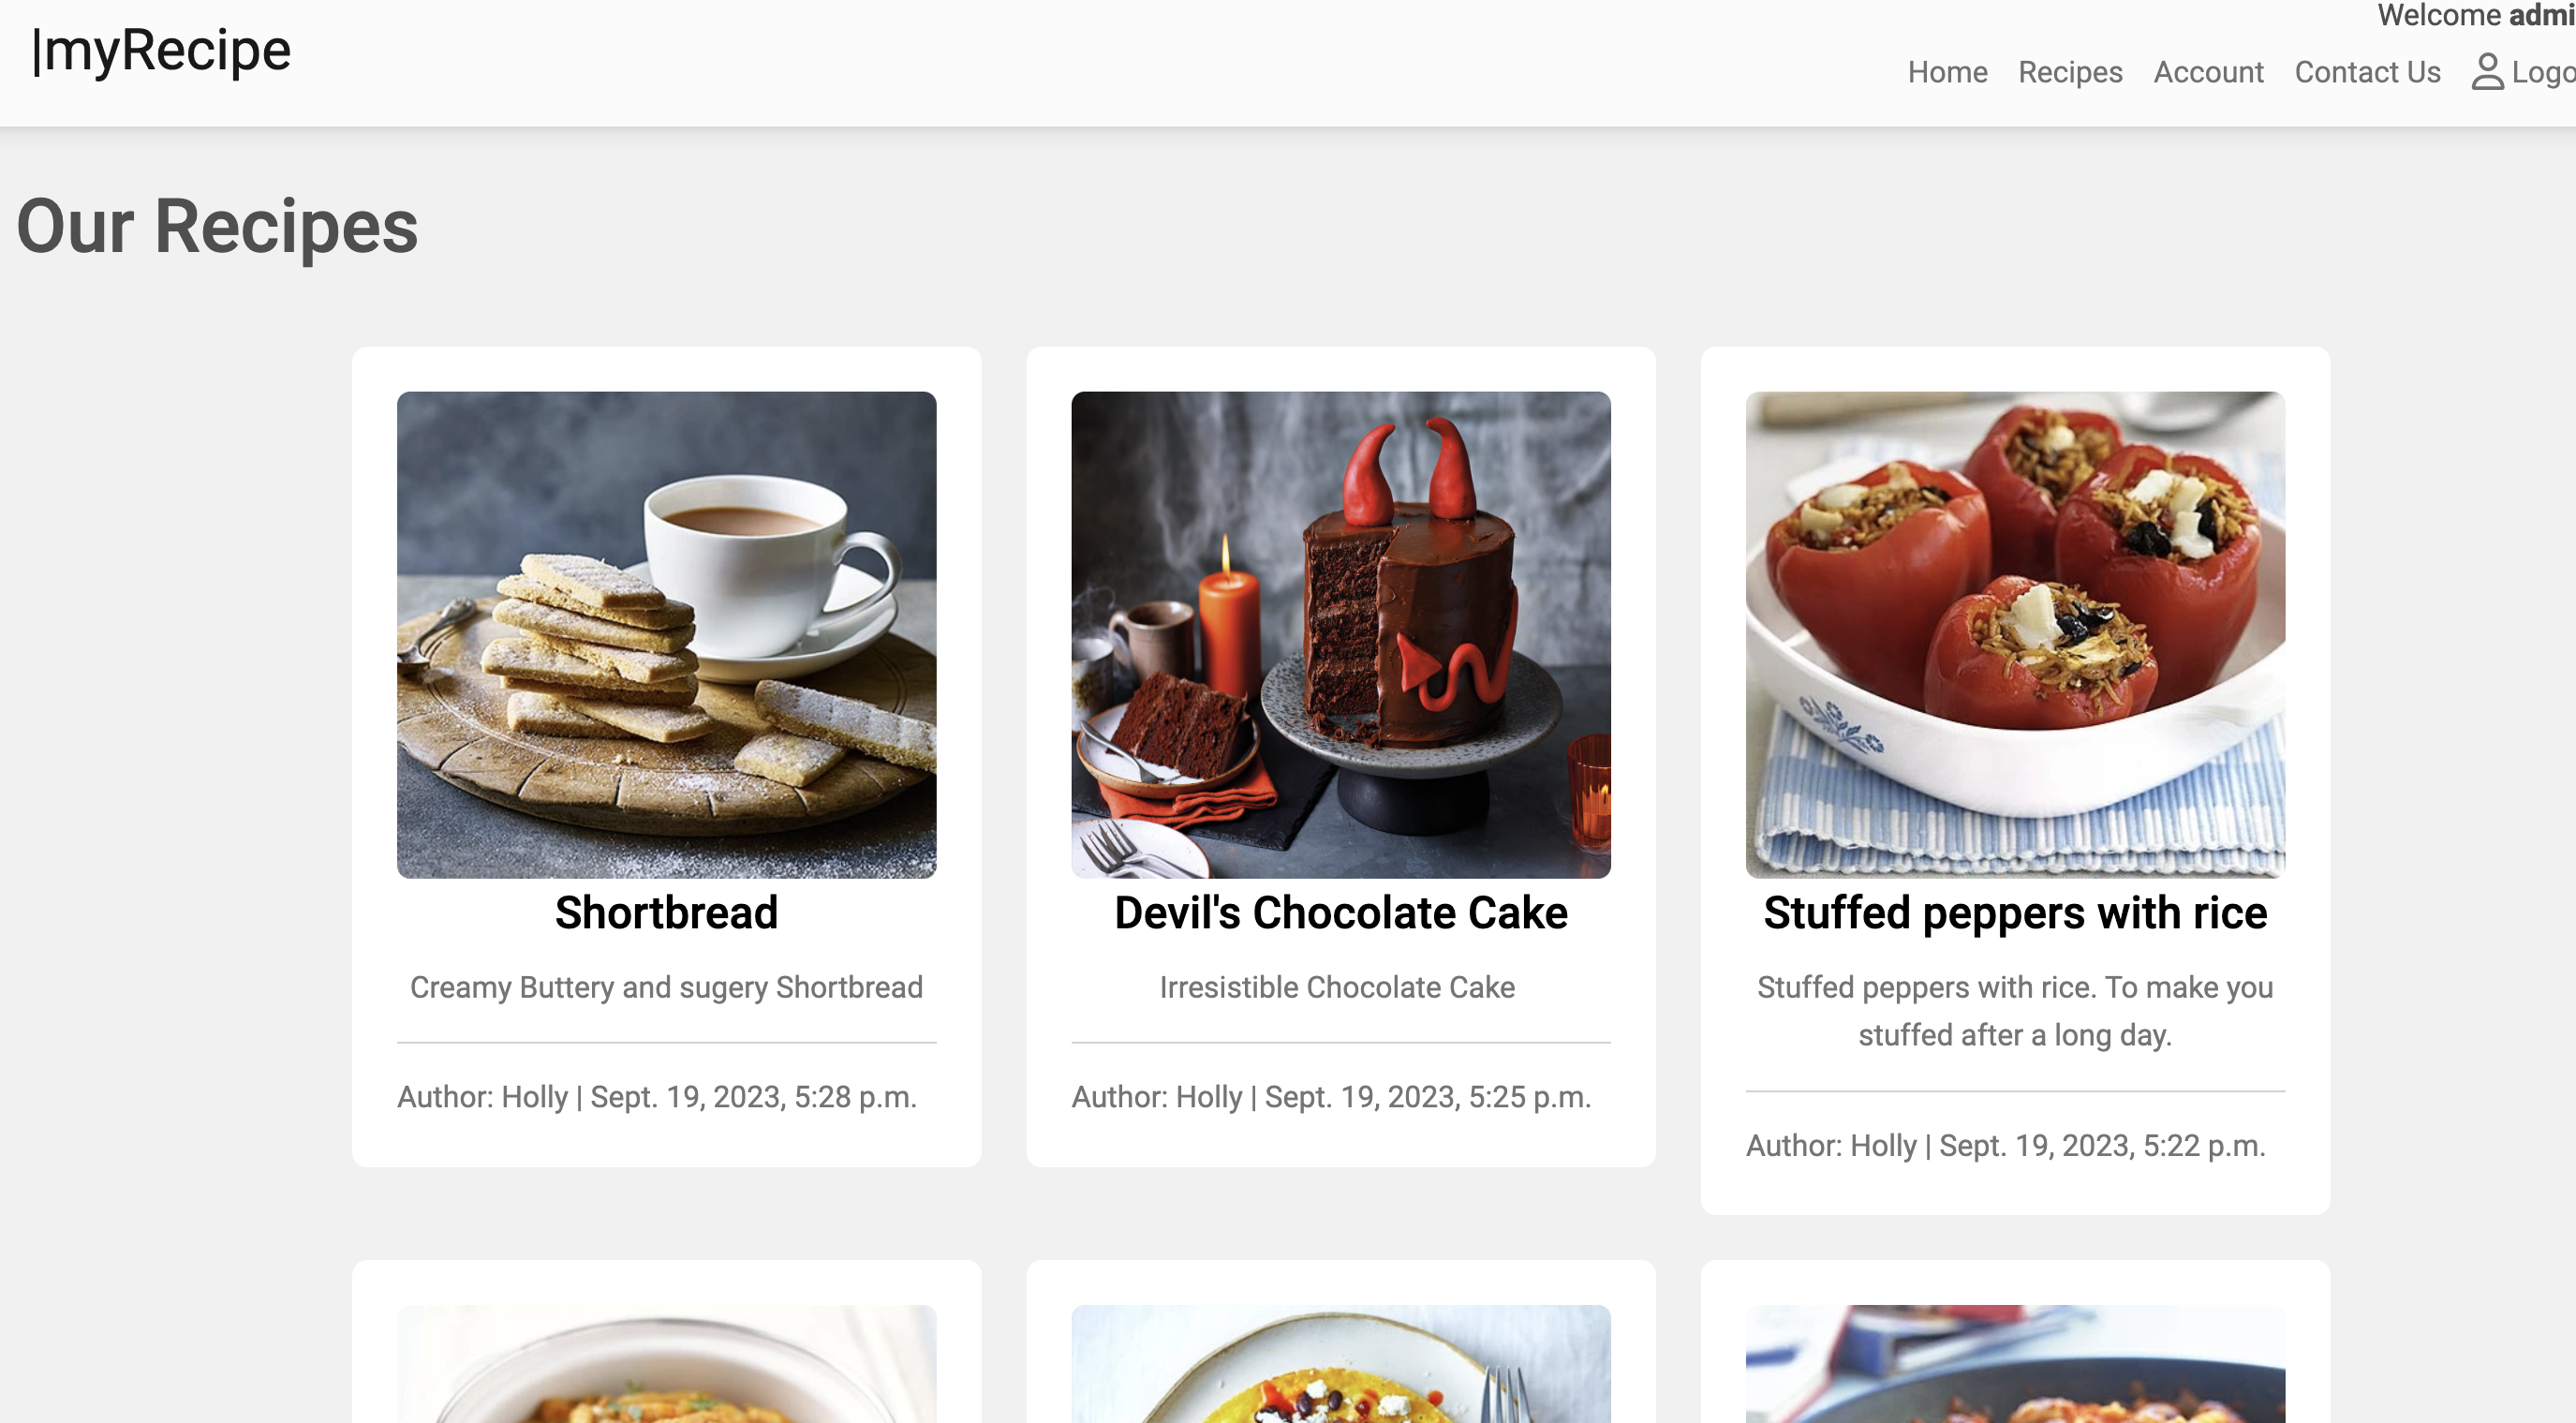 |myRecipe
Welcome admi
Home Recipes Account Contact Us Logo
Our Recipes
Shortbread
Creamy Buttery and sugery Shortbread
Author: Holly | Sept. 19, 2023, 5:28 p.m.
Devil's Chocolate Cake
Irresistible Chocolate Cake
Author: Holly | Sept. 19, 2023, 5:25 p.m.
Stuffed peppers with rice
Stuffed peppers with rice. To make you
stuffed after a long day.
Author: Holly | Sept. 19, 2023, 5:22 p.m.